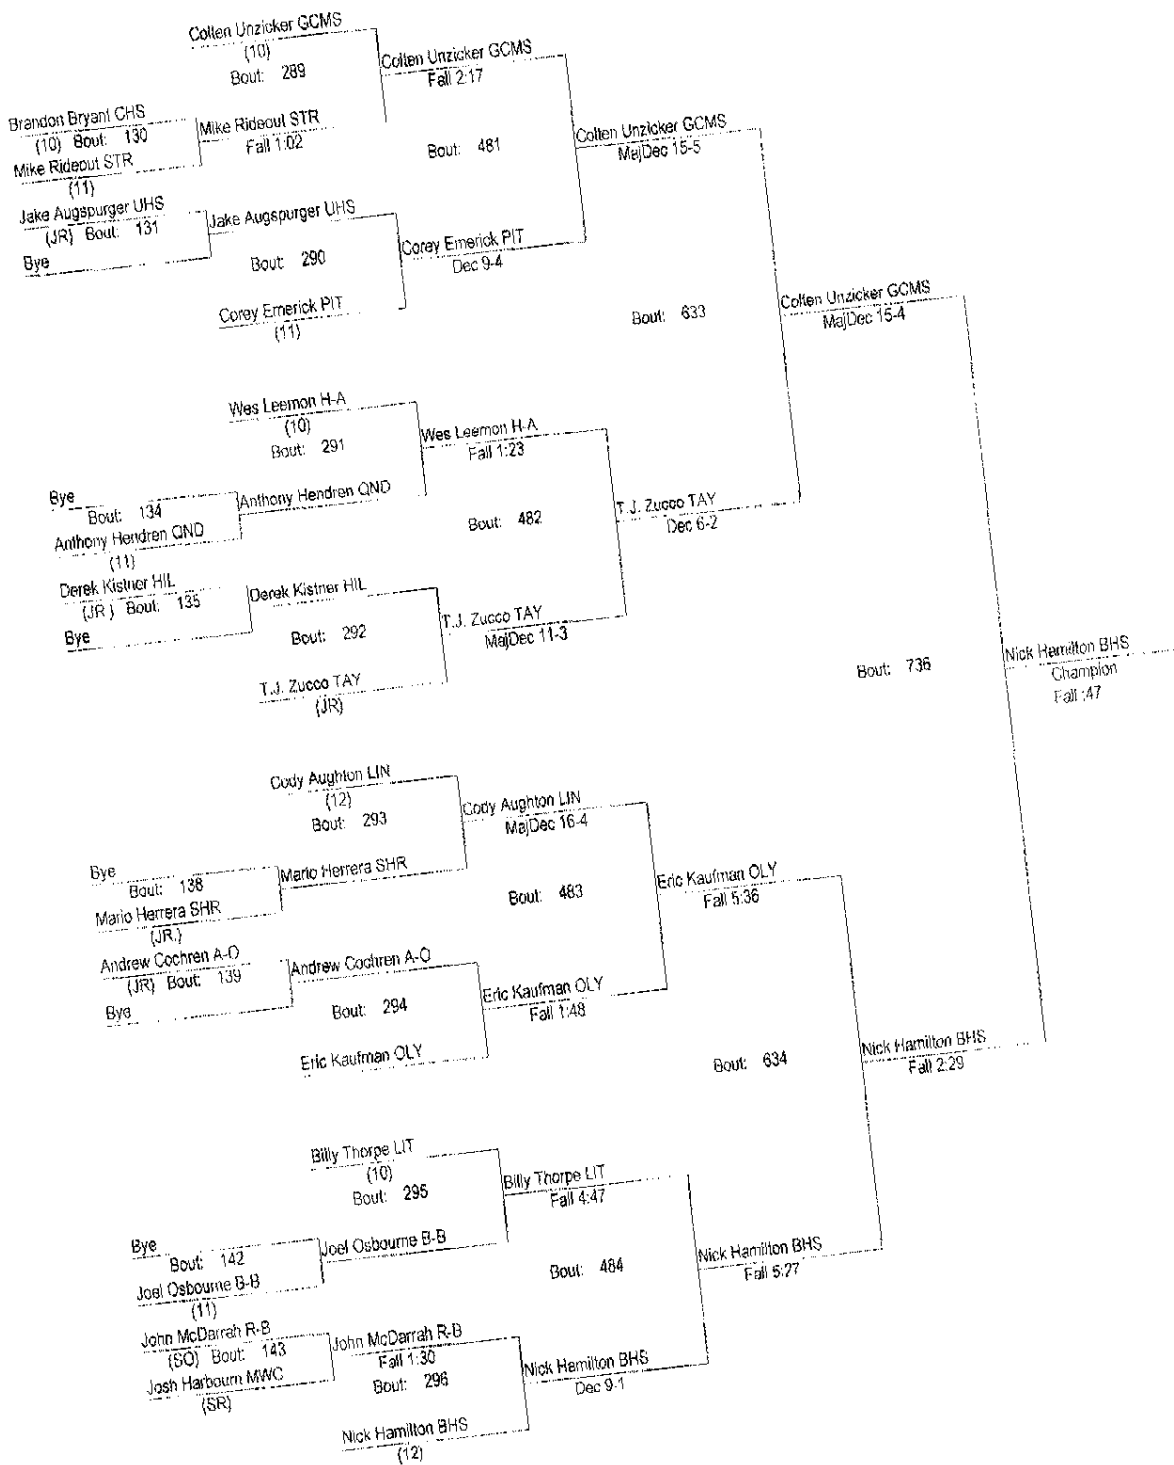 Colten Unzicker GCMS
(10)
Bout: 289
Colten Unzicker GCMS
Fall 2:17
Brandon Bryant CHS
(10) Bout: 130
Mike Rideout STR
(11)
Mike Rideout STR
Fall 1:02
Bout: 481
Colten Unzicker GCMS
MajDec 15-5
Jake Augspurger UHS
(JR) Bout: 131
Bye
Jake Augspurger UHS
Bout: 290
Corey Emerick PIT
(11)
Corey Emerick PIT
Dec 9-4
Bout: 633
Colten Unzicker GCMS
MajDec 15-4
Wes Leemon H-A
(10)
Bout: 291
Wes Leemon H-A
Fall 1:23
Bye
Bout: 134
Anthony Hendren QND
(11)
Anthony Hendren QND
Bout: 482
T.J. Zucco TAY
Dec 6-2
Derek Kistner HIL
(JR ) Bout: 135
Bye
Derek Kistner HIL
Bout: 292
T.J. Zucco TAY
(JR)
T.J. Zucco TAY
MajDec 11-3
Bout: 736
Nick Hamilton BHS
Champion
Fall :47
Cody Aughton LIN
(12)
Bout: 293
Cody Aughton LIN
MajDec 16-4
Bye
Bout: 138
Mario Herrera SHR
(JR.)
Mario Herrera SHR
Bout: 483
Eric Kaufman OLY
Fall 5:36
Andrew Cochren A-O
(JR) Bout: 139
Bye
Andrew Cochren A-O
Bout: 294
Eric Kaufman OLY
Eric Kaufman OLY
Fall 1:48
Bout: 634
Nick Hamilton BHS
Fall 2:29
Billy Thorpe LIT
(10)
Bout: 295
Billy Thorpe LIT
Fall 4:47
Bye
Bout: 142
Joel Osbourne B-B
(11)
Joel Osbourne B-B
Bout: 484
Nick Hamilton BHS
Fall 5:27
John McDarrah R-B
(SO) Bout: 143
Josh Harbourn MWC
(SR)
John McDarrah R-B
Fall 1:30
Bout: 296
Nick Hamilton BHS
(12)
Nick Hamilton BHS
Dec 9-1